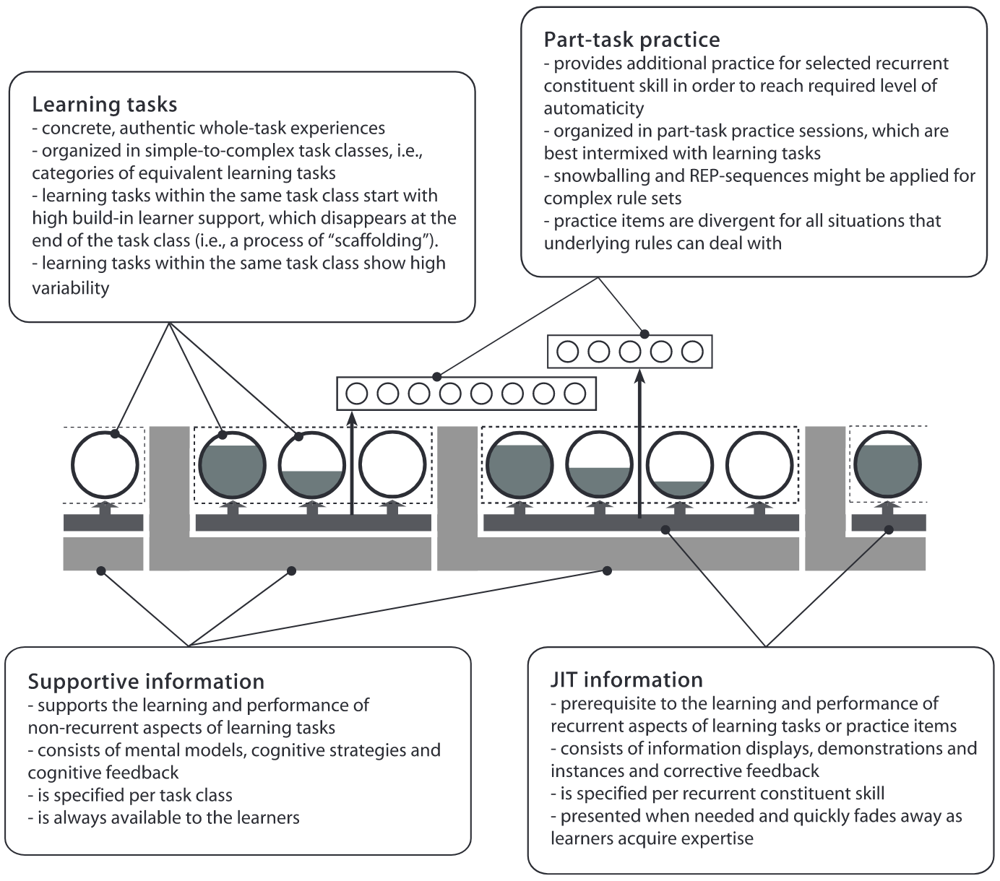 Part-task practice
- provides additional practice for selected recurrent
constituent skill in order to reach required level of
automaticity
- organized in part-task practice sessions, which are
best intermixed with learning tasks
- snowballing and REP-sequences might be applied for
complex rule sets
- practice items are divergent for all situations that
underlying rules can deal with
Learning tasks
- concrete, authentic whole-task experiences
- organized in simple-to-complex task classes, i.e.,
categories of equivalent learning tasks
- learning tasks within the same task class start with
high build-in learner support, which disappears at the
end of the task class (i.e., a process of “scaffolding”).
- learning tasks within the same task class show high
variability
Supportive information
- supports the learning and performance of
non-recurrent aspects of learning tasks
- consists of mental models, cognitive strategies and
cognitive feedback
- is specified per task class
- is always available to the learners
JIT information
- prerequisite to the learning and performance of
recurrent aspects of learning tasks or practice items
- consists of information displays, demonstrations and
instances and corrective feedback
- is specified per recurrent constituent skill
- presented when needed and quickly fades away as
learners acquire expertise